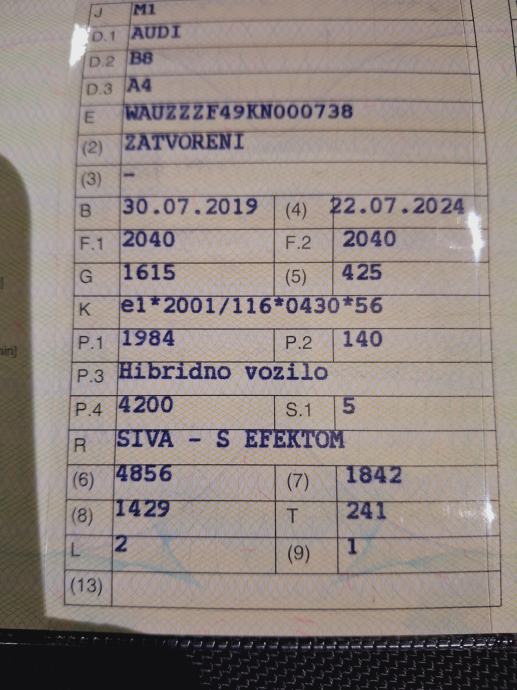 J M1
D.1 AUDI
D.2 B8
D.3 A4
E WAUZZZF49KN000738
(2) ZATVORENI
(3) -
B 30.07.2019 (4) 22.07.2024
F.1 2040 F.2 2040
G 1615 (5) 425
K e1*2001/116*0430*56
P.1 1984 P.2 140
P.3 Hibridno vozilo
P.4 4200 S.1 5
R SIVA - S EFEKTOM
(6) 4856 (7) 1842
(8) 1429 T 241
L 2 (9) 1
(13)